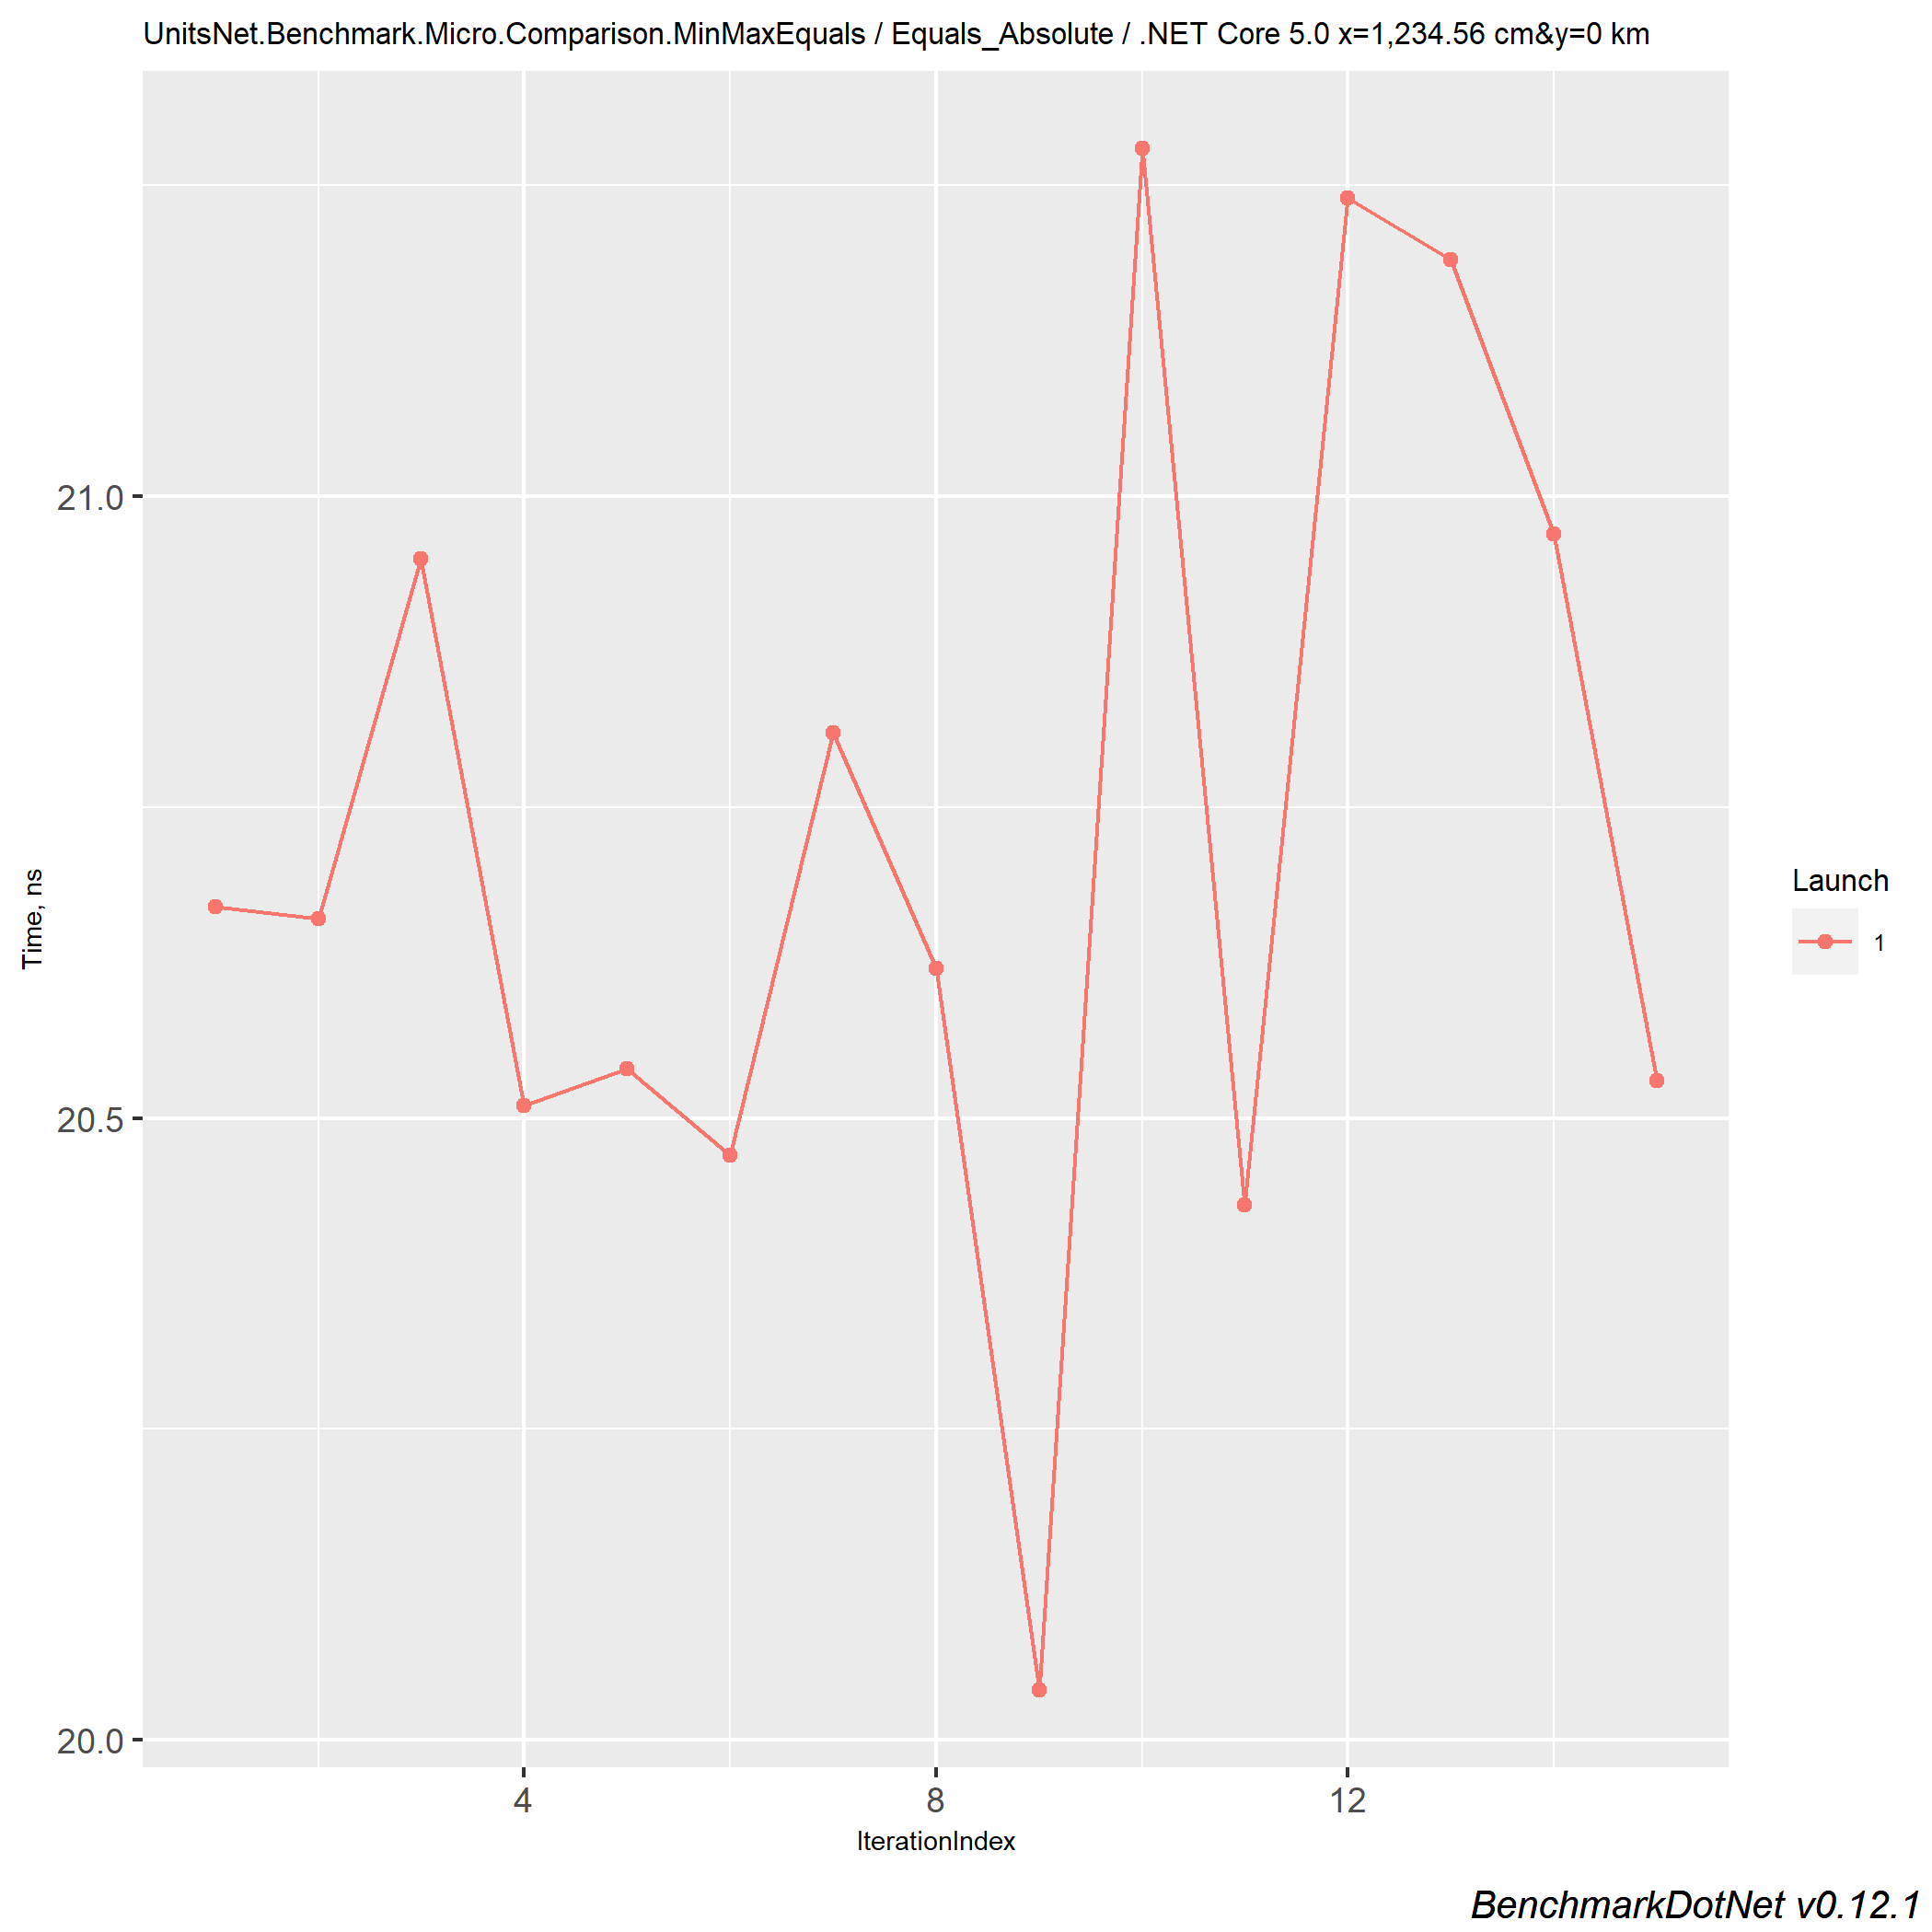 UnitsNet.Benchmark.Micro.Comparison.MinMaxEquals / Equals_Absolute / .NET Core 5.0 x=1,234.56 cm&y=0 km
21.0
20.5
20.0
Time, ns
4 8 12
IterationIndex
Launch
1
BenchmarkDotNet v0.12.1